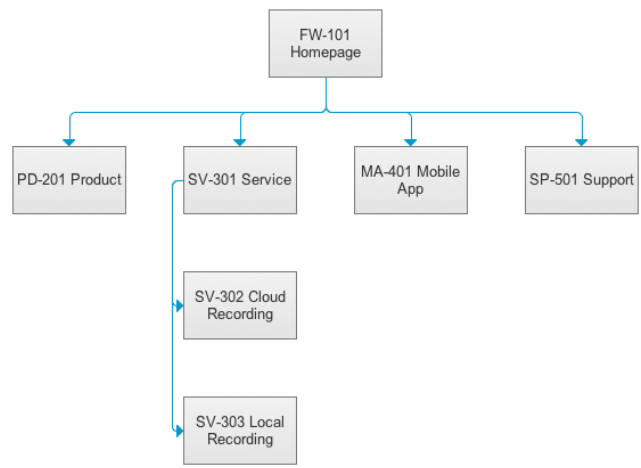 FW-101
Homepage
PD-201 Product
SV-301 Service
MA-401 Mobile
App
SP-501 Support
SV-302 Cloud
Recording
SV-303 Local
Recording